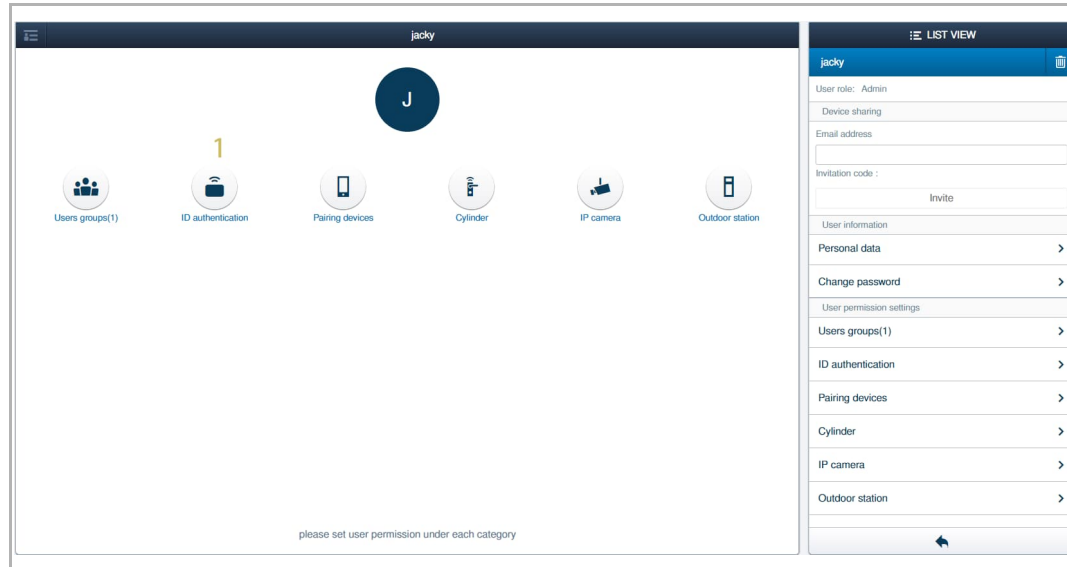 jacky
J
1
Users groups(1)
ID authentication
Pairing devices
Cylinder
IP camera
Outdoor station
please set user permission under each category
LIST VIEW
jacky
User role: Admin
Device sharing
Email address
Invitation code :
Invite
User information
Personal data
Change password
User permission settings
Users groups(1)
ID authentication
Pairing devices
Cylinder
IP camera
Outdoor station